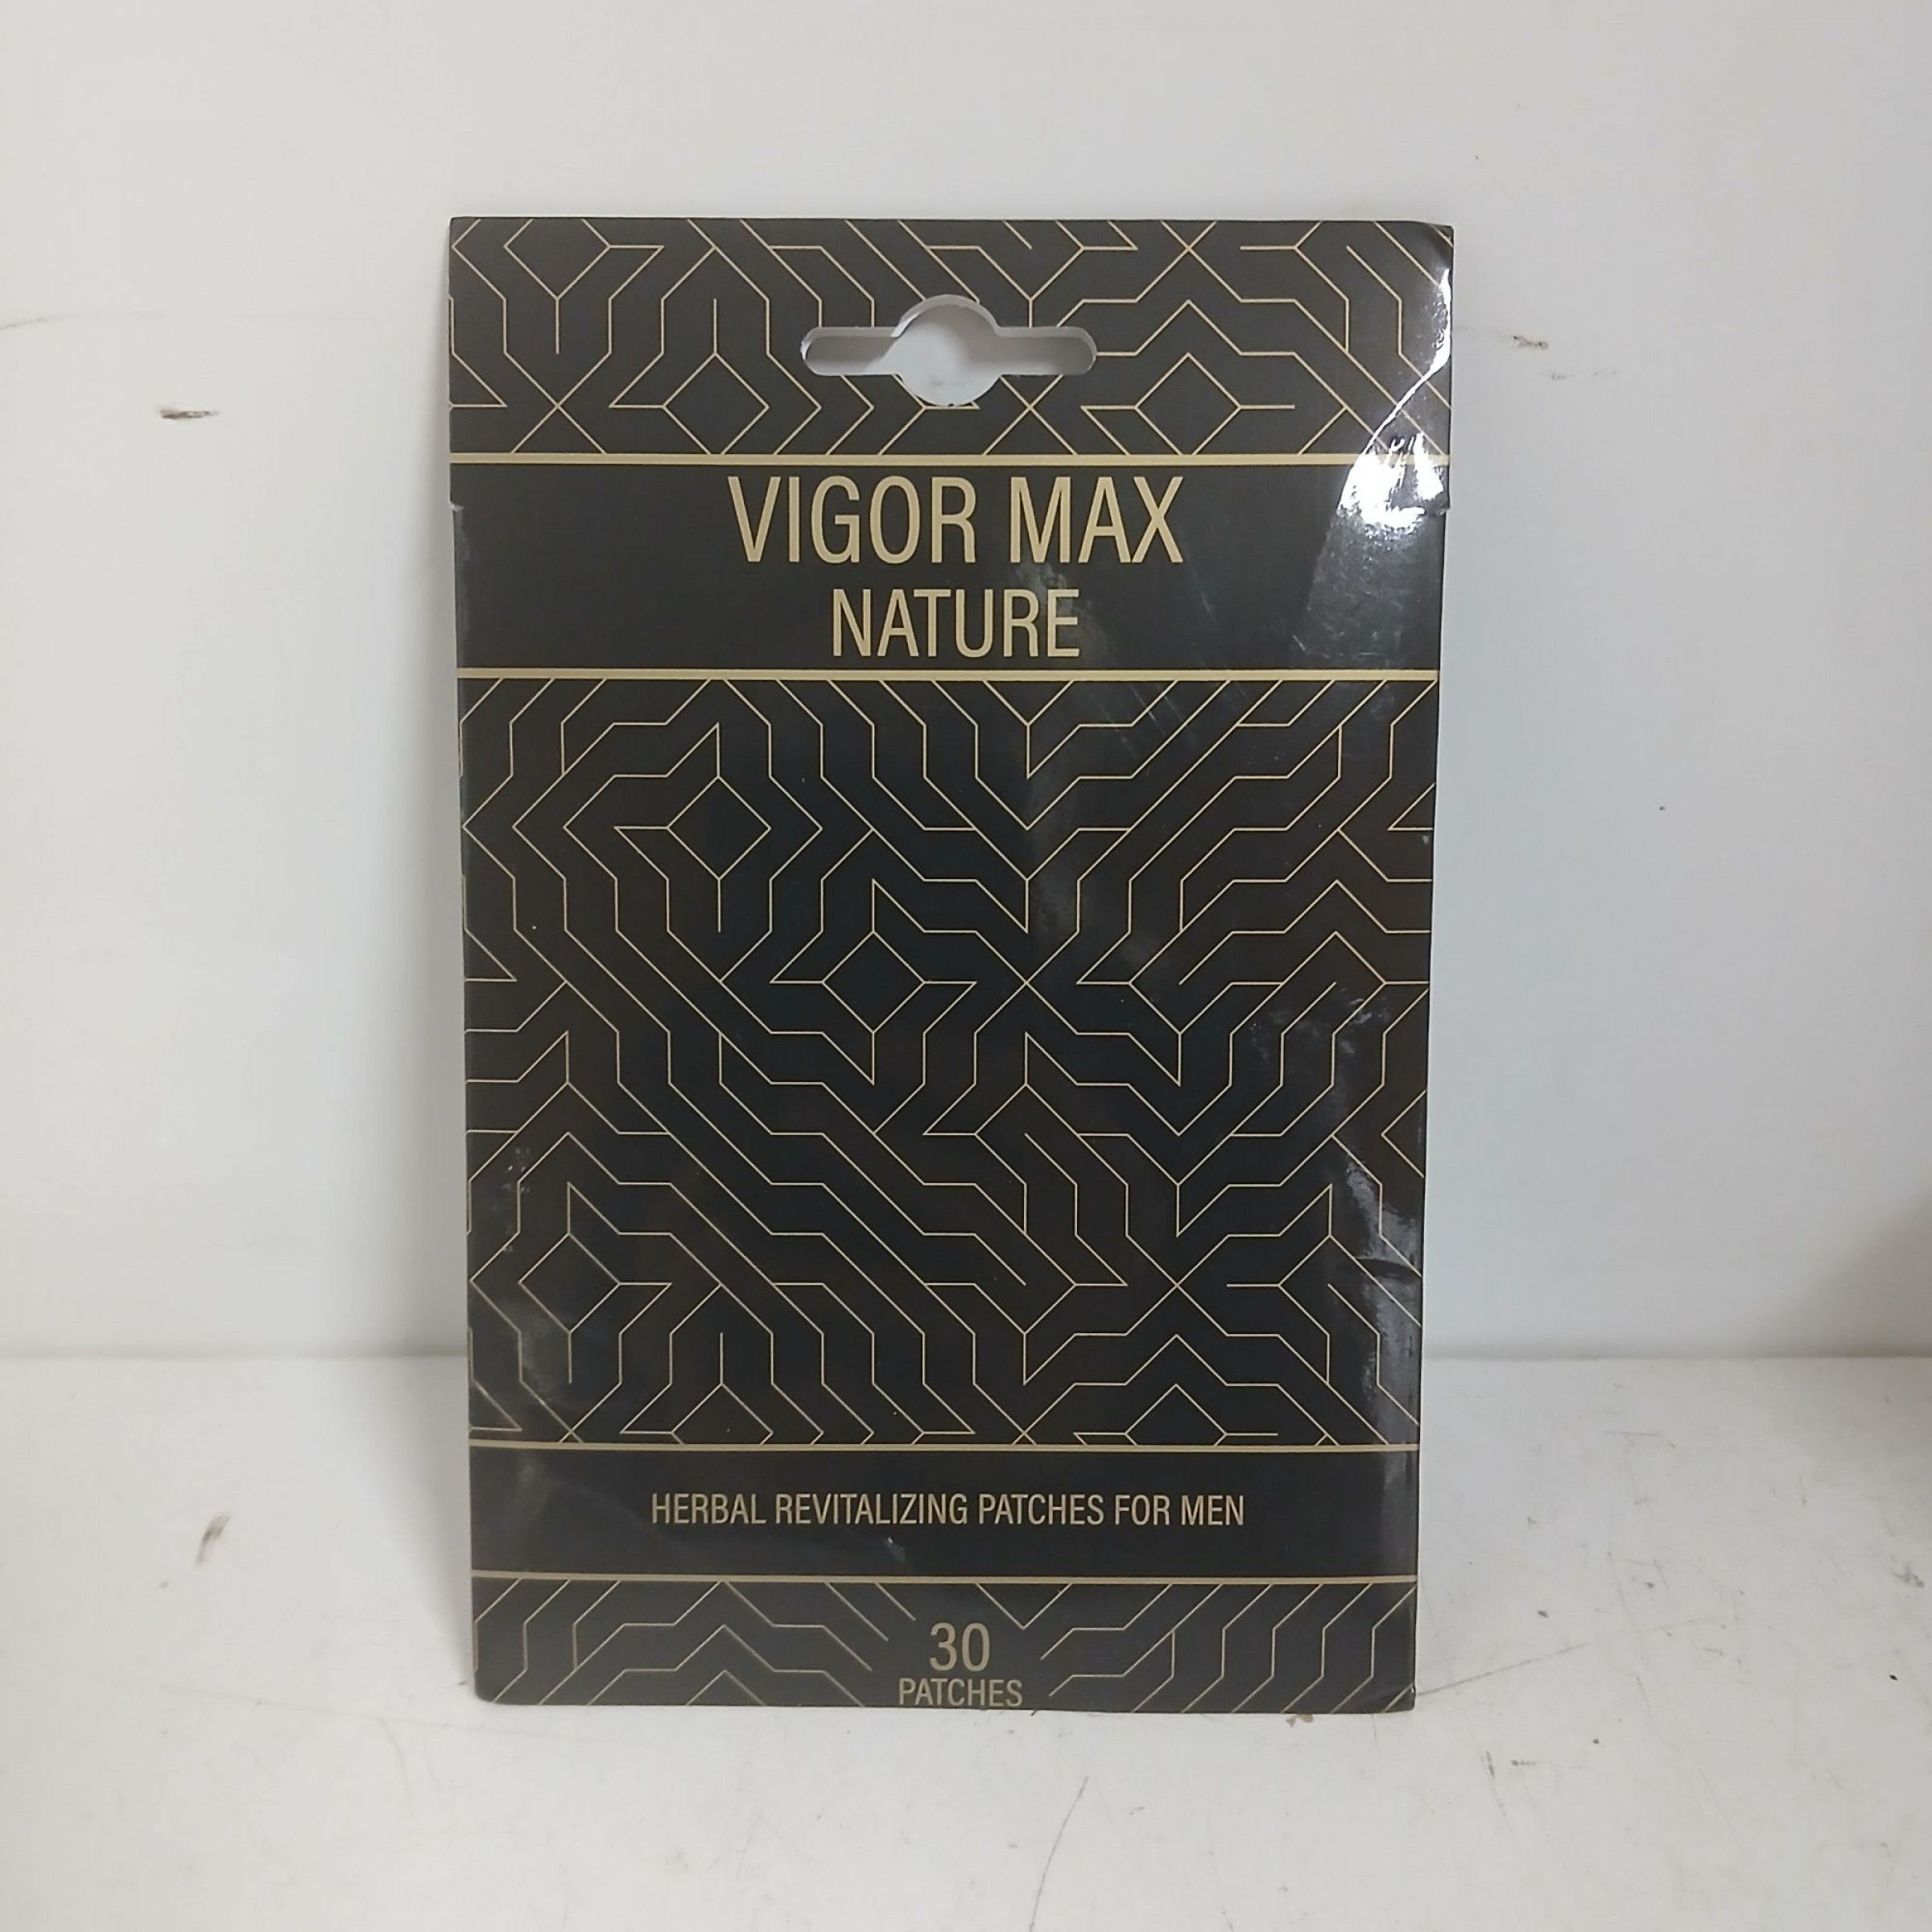 VIGOR MAX
NATURE
HERBAL REVITALIZING PATCHES FOR MEN
30
PATCHES